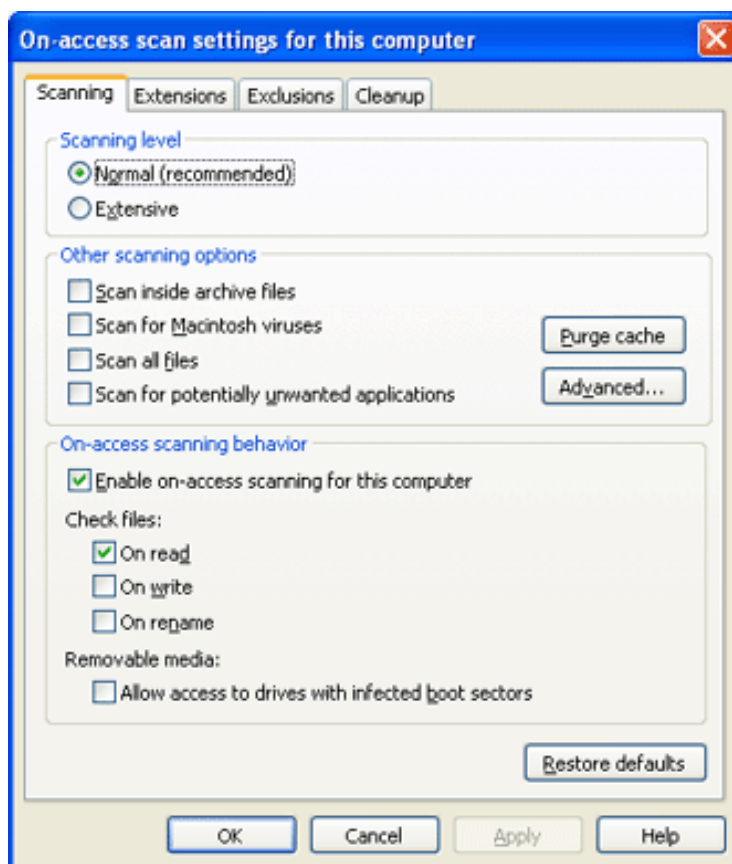 On-access scan settings for this computer
Scanning Extensions Exclusions Cleanup
Scanning level
Normal (recommended)
Extensive
Other scanning options
Scan inside archive files
Scan for Macintosh viruses
Scan all files
Scan for potentially unwanted applications
Purge cache
Advanced...
On-access scanning behavior
Enable on-access scanning for this computer
Check files:
On read
On write
On rename
Removable media:
Allow access to drives with infected boot sectors
Restore defaults
OK Cancel Apply Help